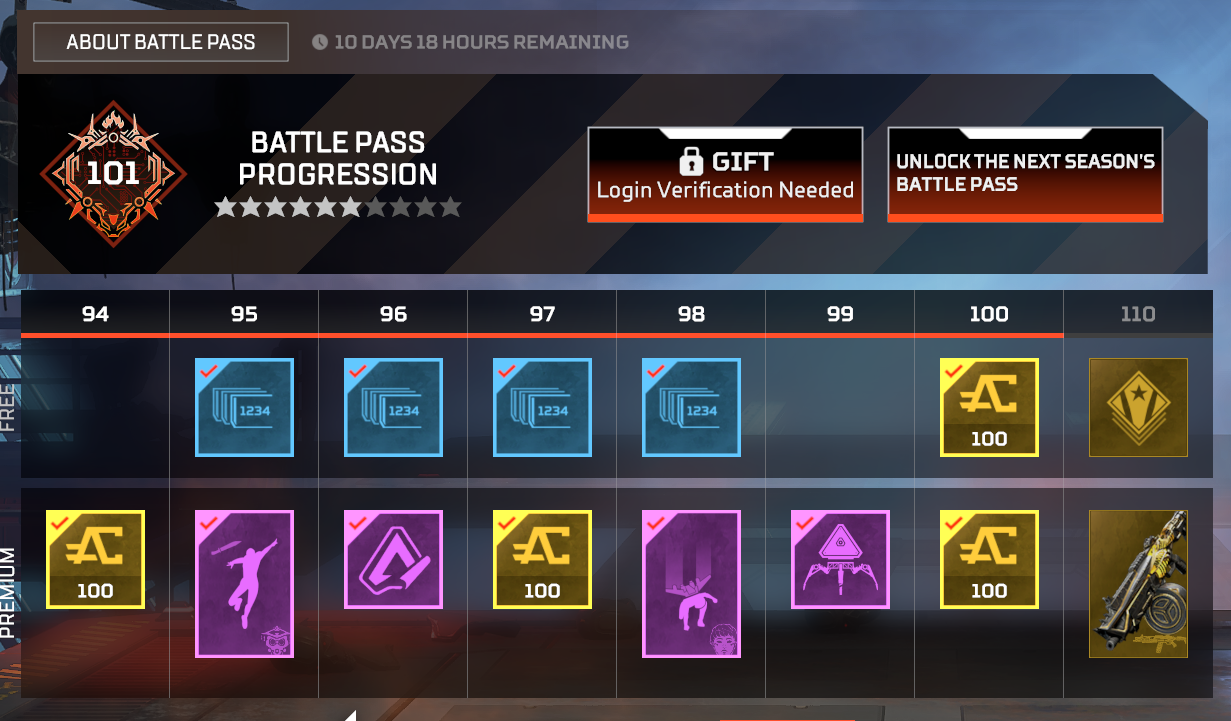 ABOUT BATTLE PASS
10 DAYS 18 HOURS REMAINING
101
BATTLE PASS
PROGRESSION
GIFT
Login Verification Needed
UNLOCK THE NEXT SEASON'S
BATTLE PASS
94 95 96 97 98 99 100 110
FREE
1234 1234 1234 1234
100
PREMIUM
100 100 100